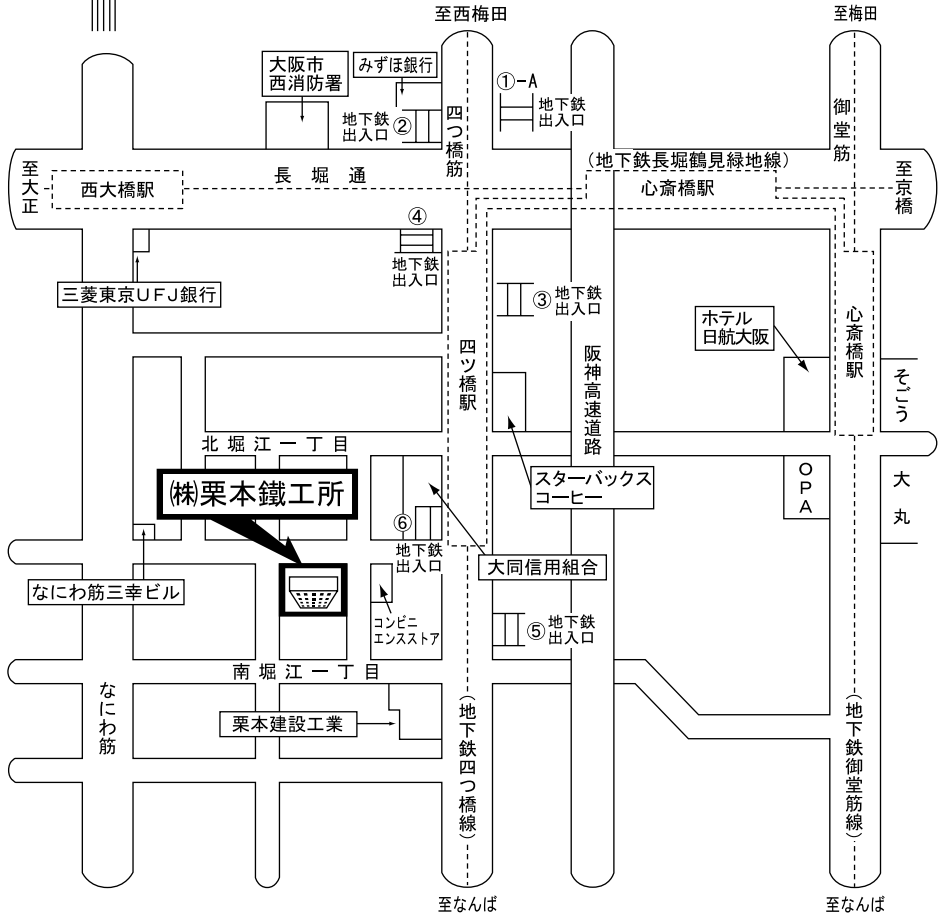 至西梅田
至梅田
大阪市
西消防署
みずほ銀行
①-A
地下鉄
出入口
地下鉄
出入口
②
四つ橋筋
御堂筋
至大正
西大橋駅
長堀通
(地下鉄長堀鶴見緑地線)
心斎橋駅
至京橋
④
地下鉄
出入口
三菱東京UFJ銀行
③
地下鉄
出入口
ホテル
日航大阪
心斎橋駅
四ツ橋駅
阪神高速道路
そごう
北堀江一丁目
㈱栗本鐵工所
スターバックス
コーヒー
OPA
大丸
⑥
地下鉄
出入口
大同信用組合
なにわ筋三幸ビル
コンビニ
エンスストア
⑤
地下鉄
出入口
南堀江一丁目
なにわ筋
栗本建設工業
(地下鉄四つ橋線)
(地下鉄御堂筋線)
至なんば
至なんば